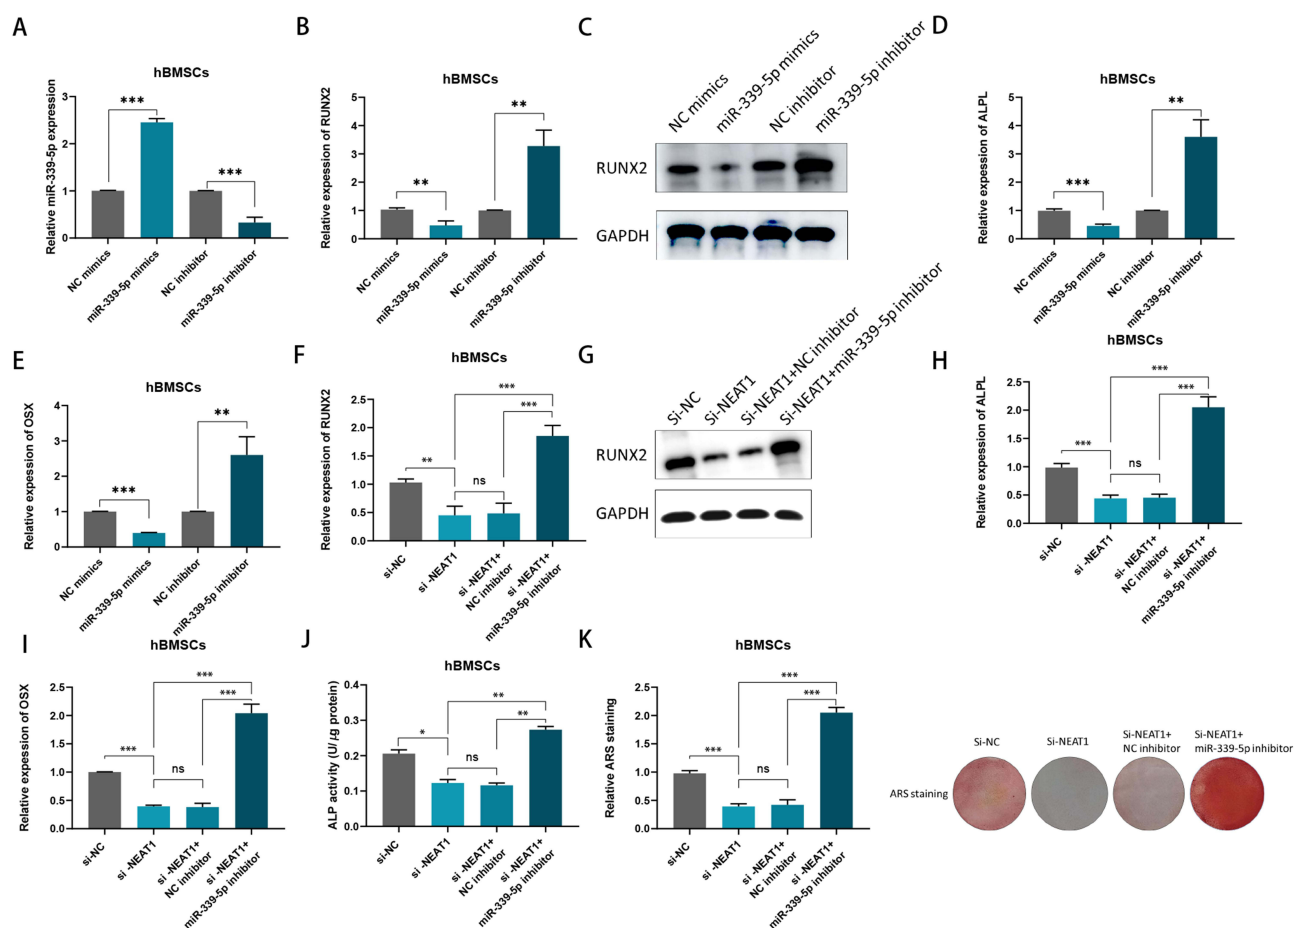 A
hBMSCs
Relative miR-339-5p expression
3
2
1
0
***
***
NC mimics
miR-339-5p mimics
NC inhibitor
miR-339-5p inhibitor
B
hBMSCs
Relative expression of RUNX2
5
4
3
2
1
0
**
**
NC mimics
miR-339-5p mimics
NC inhibitor
miR-339-5p inhibitor
C
NC mimics
miR-339-5p mimics
NC inhibitor
miR-339-5p inhibitor
RUNX2
GAPDH
D
hBMSCs
Relative expression of ALPL
5
4
3
2
1
0
***
**
NC mimics
miR-339-5p mimics
NC inhibitor
miR-339-5p inhibitor
E
hBMSCs
Relative expression of OSX
4
3
2
1
0
***
**
NC mimics
miR-339-5p mimics
NC inhibitor
miR-339-5p inhibitor
F
hBMSCs
Relative expression of RUNX2
2.5
2.0
1.5
1.0
0.5
0.0
***
***
**
ns
si-NC
si -NEAT1
si -NEAT1+
NC inhibitor
si -NEAT1+
miR-339-5p inhibitor
G
Si-NC
Si-NEAT1
Si-NEAT1+NC inhibitor
Si-NEAT1+miR-339-5p inhibitor
RUNX2
GAPDH
H
hBMSCs
Relative expression of ALPL
2.5
2.0
1.5
1.0
0.5
0.0
***
***
***
ns
si-NC
si -NEAT1
si- NEAT1+
NC inhibitor
si -NEAT1+
miR-339-5p inhibitor
I
hBMSCs
Relative expression of OSX
2.5
2.0
1.5
1.0
0.5
0.0
***
***
***
ns
si-NC
si -NEAT1
si -NEAT1+
NC inhibitor
si -NEAT1+
miR-339-5p inhibitor
J
hBMSCs
ALP activity (U/㎍ protein)
0.4
0.3
0.2
0.1
0.0
**
**
*
ns
si-NC
si -NEAT1
si -NEAT1+
NC inhibitor
si -NEAT1+
miR-339-5p inhibitor
K
hBMSCs
Relative ARS staining
2.5
2.0
1.5
1.0
0.5
0.0
***
***
***
ns
si-NC
si -NEAT1
si -NEAT1+
NC inhibitor
si -NEAT1+
miR-339-5p inhibitor
Si-NC
Si-NEAT1
Si-NEAT1+
NC inhibitor
Si-NEAT1+
miR-339-5p inhibitor
ARS staining